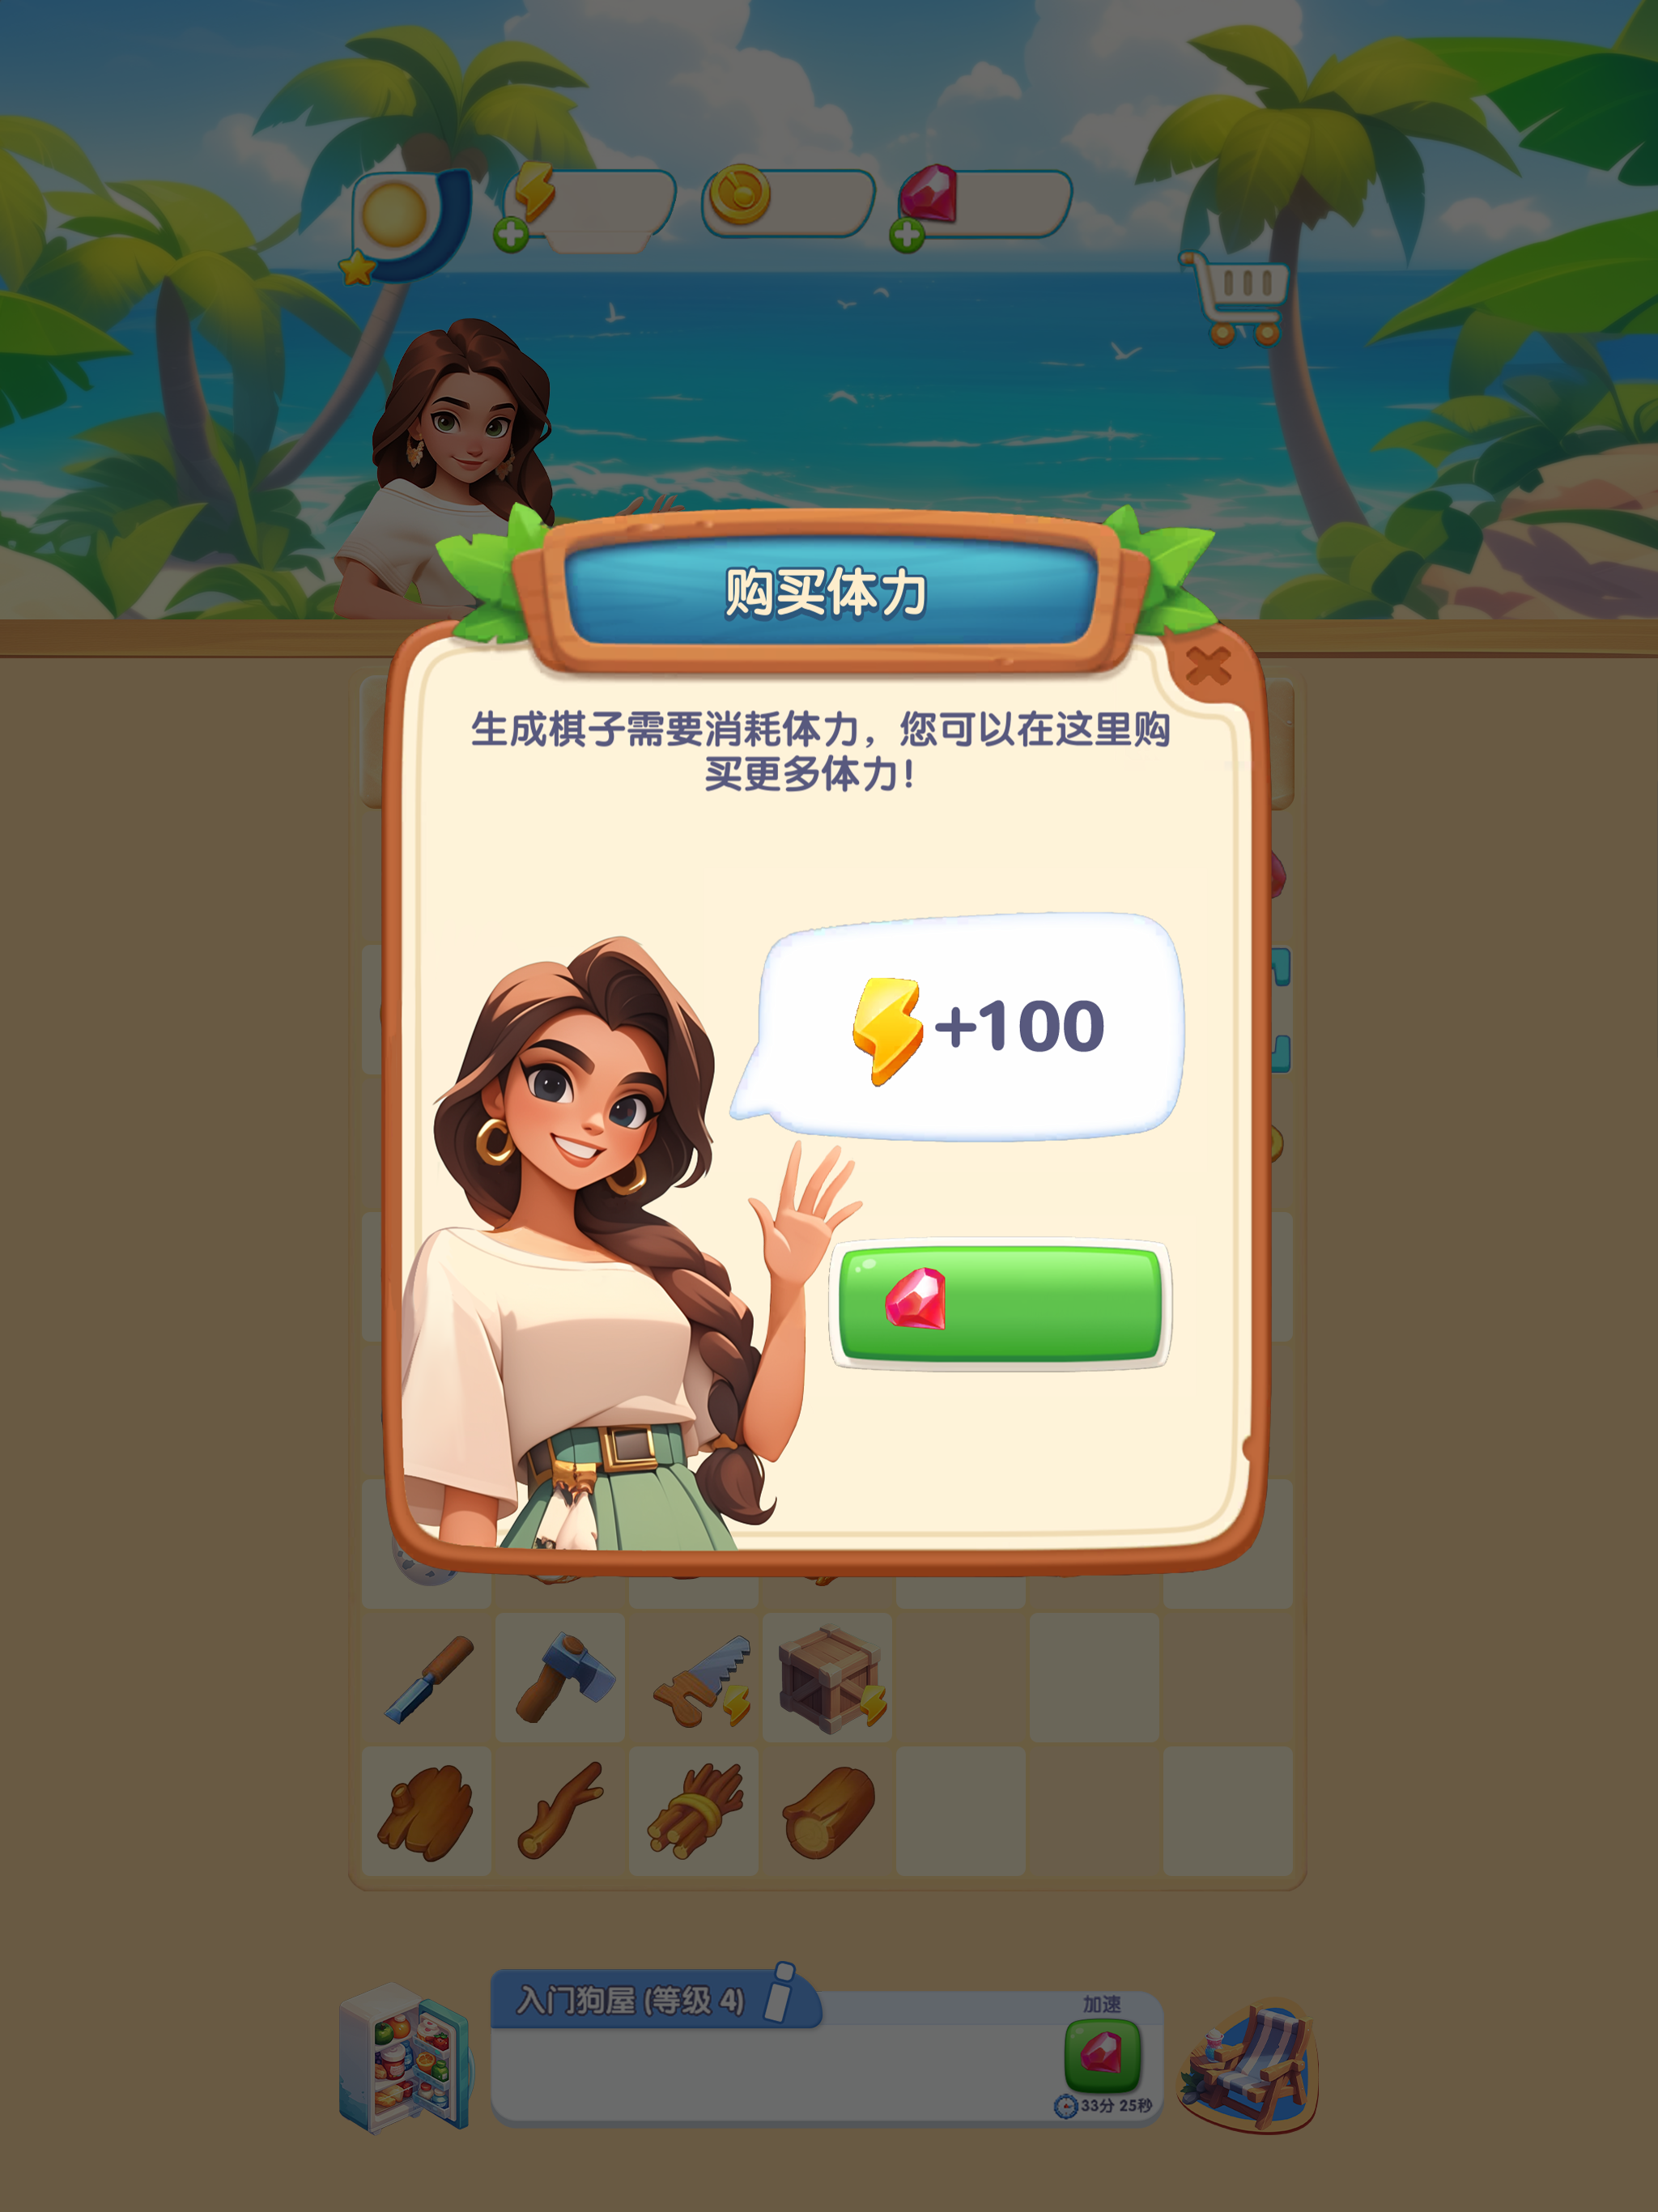 购买体力
生成棋子需要消耗体力，您可以在这里购
买更多体力！
+100
入门狗屋 (等级 4)
加速
33分 25秒